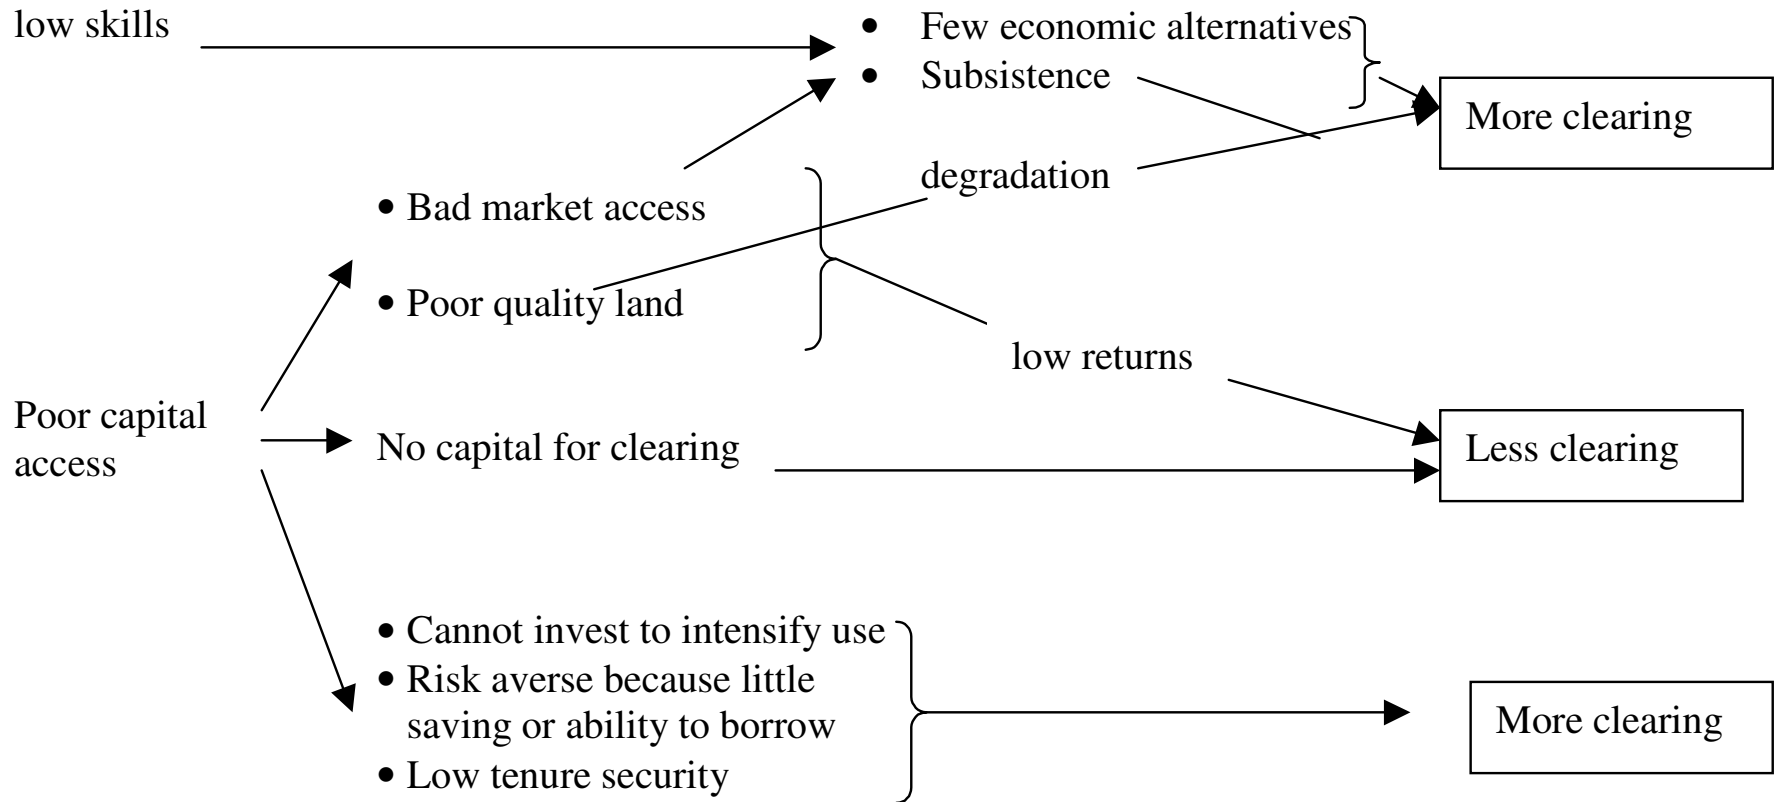 low skills
• Few economic alternatives
• Subsistence
More clearing
degradation
• Bad market access
• Poor quality land
low returns
Poor capital
access
No capital for clearing
Less clearing
• Cannot invest to intensify use
• Risk averse because little
saving or ability to borrow
• Low tenure security
More clearing